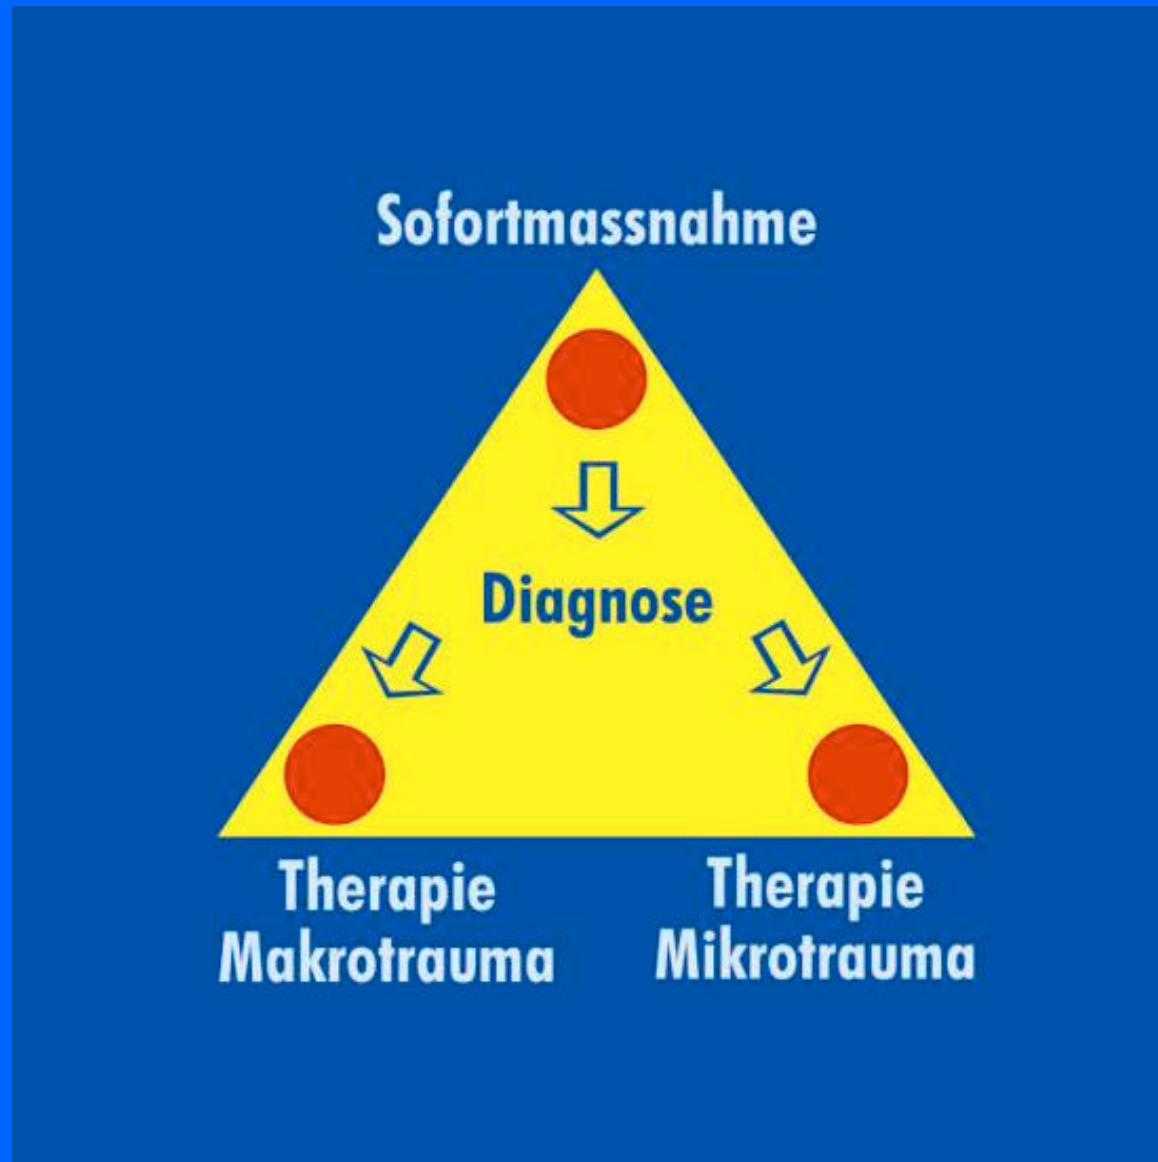 Sofortmassnahme
Diagnose
Therapie
Makrotrauma
Therapie
Mikrotrauma